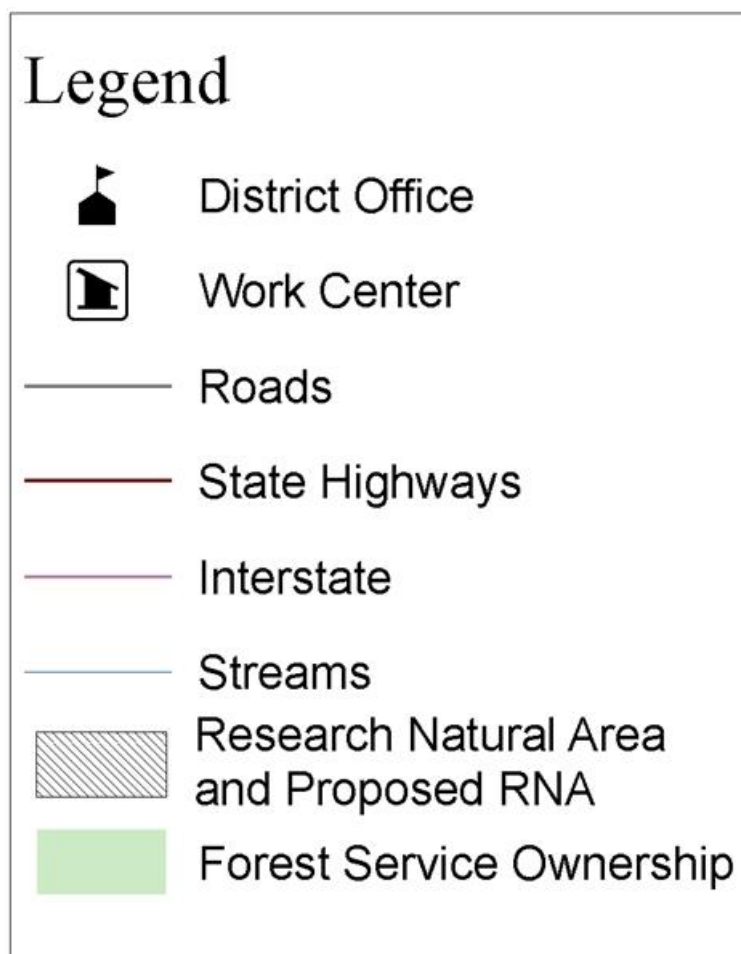 Legend
District Office
Work Center
Roads
State Highways
Interstate
Streams
Research Natural Area
and Proposed RNA
Forest Service Ownership